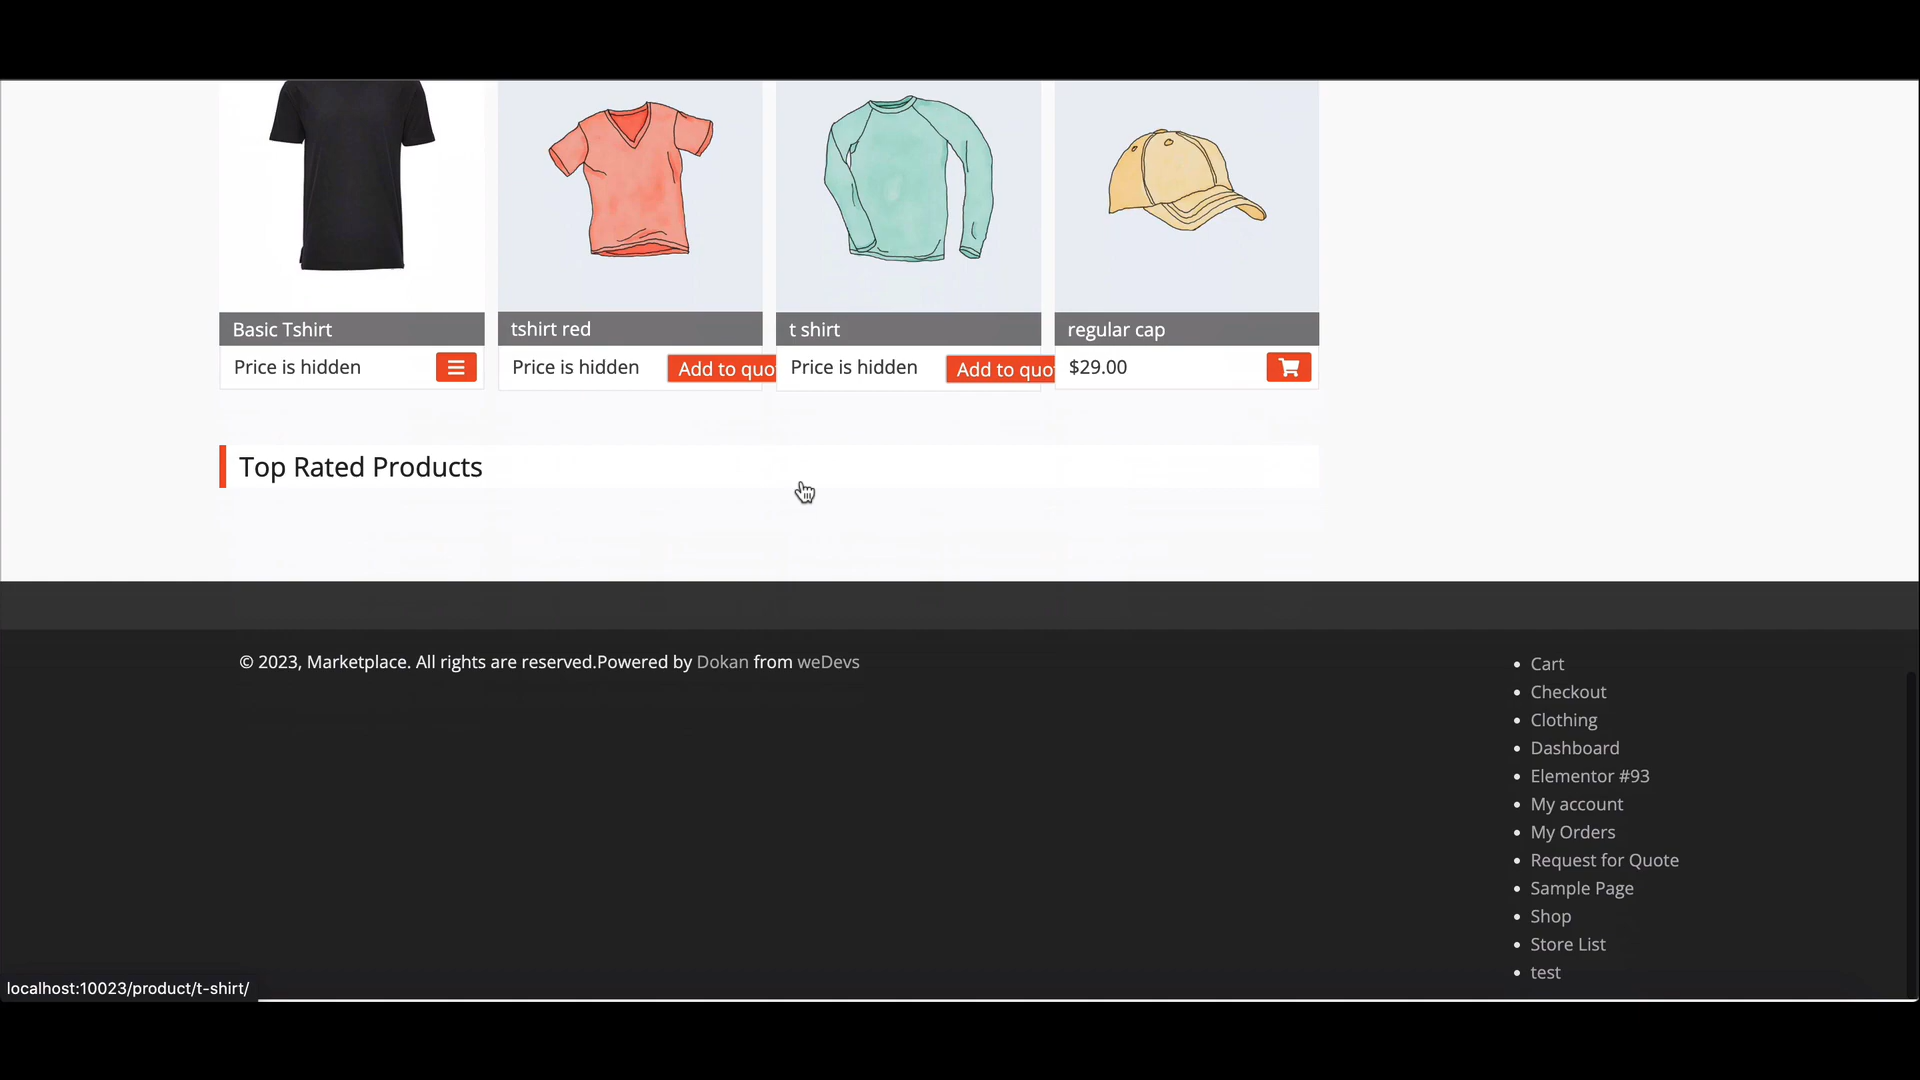 Basic Tshirt
tshirt red
t shirt
regular cap
Price is hidden
Price is hidden
Add to quo
Price is hidden
Add to quo
$29.00
Top Rated Products
© 2023, Marketplace. All rights are reserved.Powered by Dokan from weDevs
Cart
Checkout
Clothing
Dashboard
Elementor #93
My account
My Orders
Request for Quote
Sample Page
Shop
Store List
test
localhost:10023/product/t-shirt/